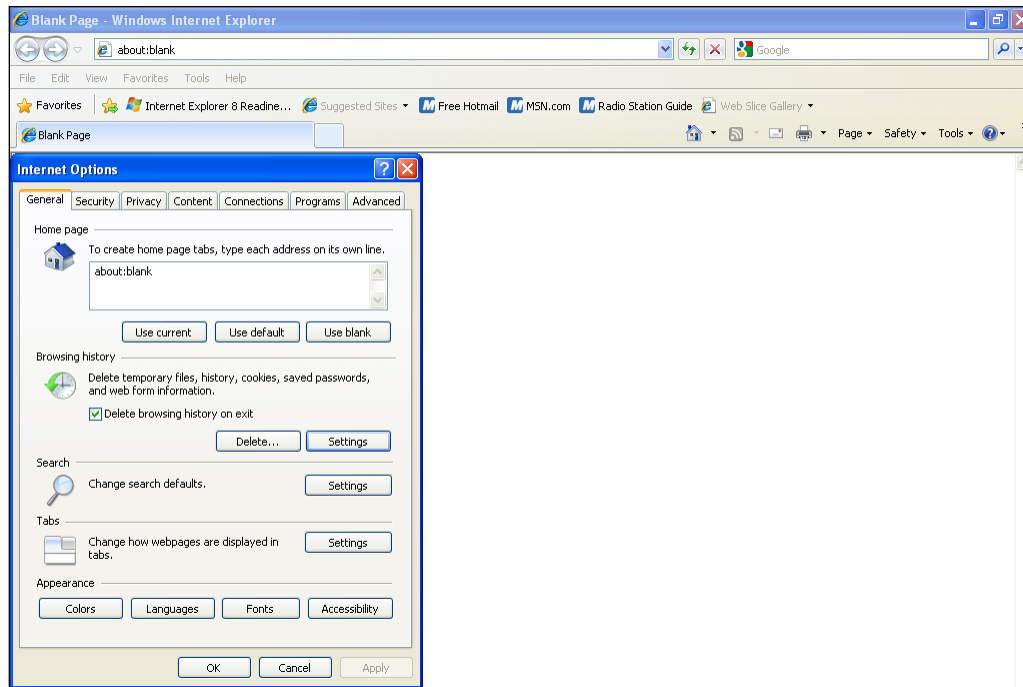 Blank Page - Windows Internet Explorer
about:blank
Google
File Edit View Favorites Tools Help
Favorites Internet Explorer 8 Readine... Suggested Sites Free Hotmail MSN.com Radio Station Guide Web Slice Gallery
Blank Page
Page Safety Tools
Internet Options
General Security Privacy Content Connections Programs Advanced
Home page
To create home page tabs, type each address on its own line.
about:blank
Use current Use default Use blank
Browsing history
Delete temporary files, history, cookies, saved passwords,
and web form information.
Delete browsing history on exit
Delete... Settings
Search
Change search defaults.
Settings
Tabs
Change how webpages are displayed in
tabs.
Settings
Appearance
Colors Languages Fonts Accessibility
OK Cancel Apply